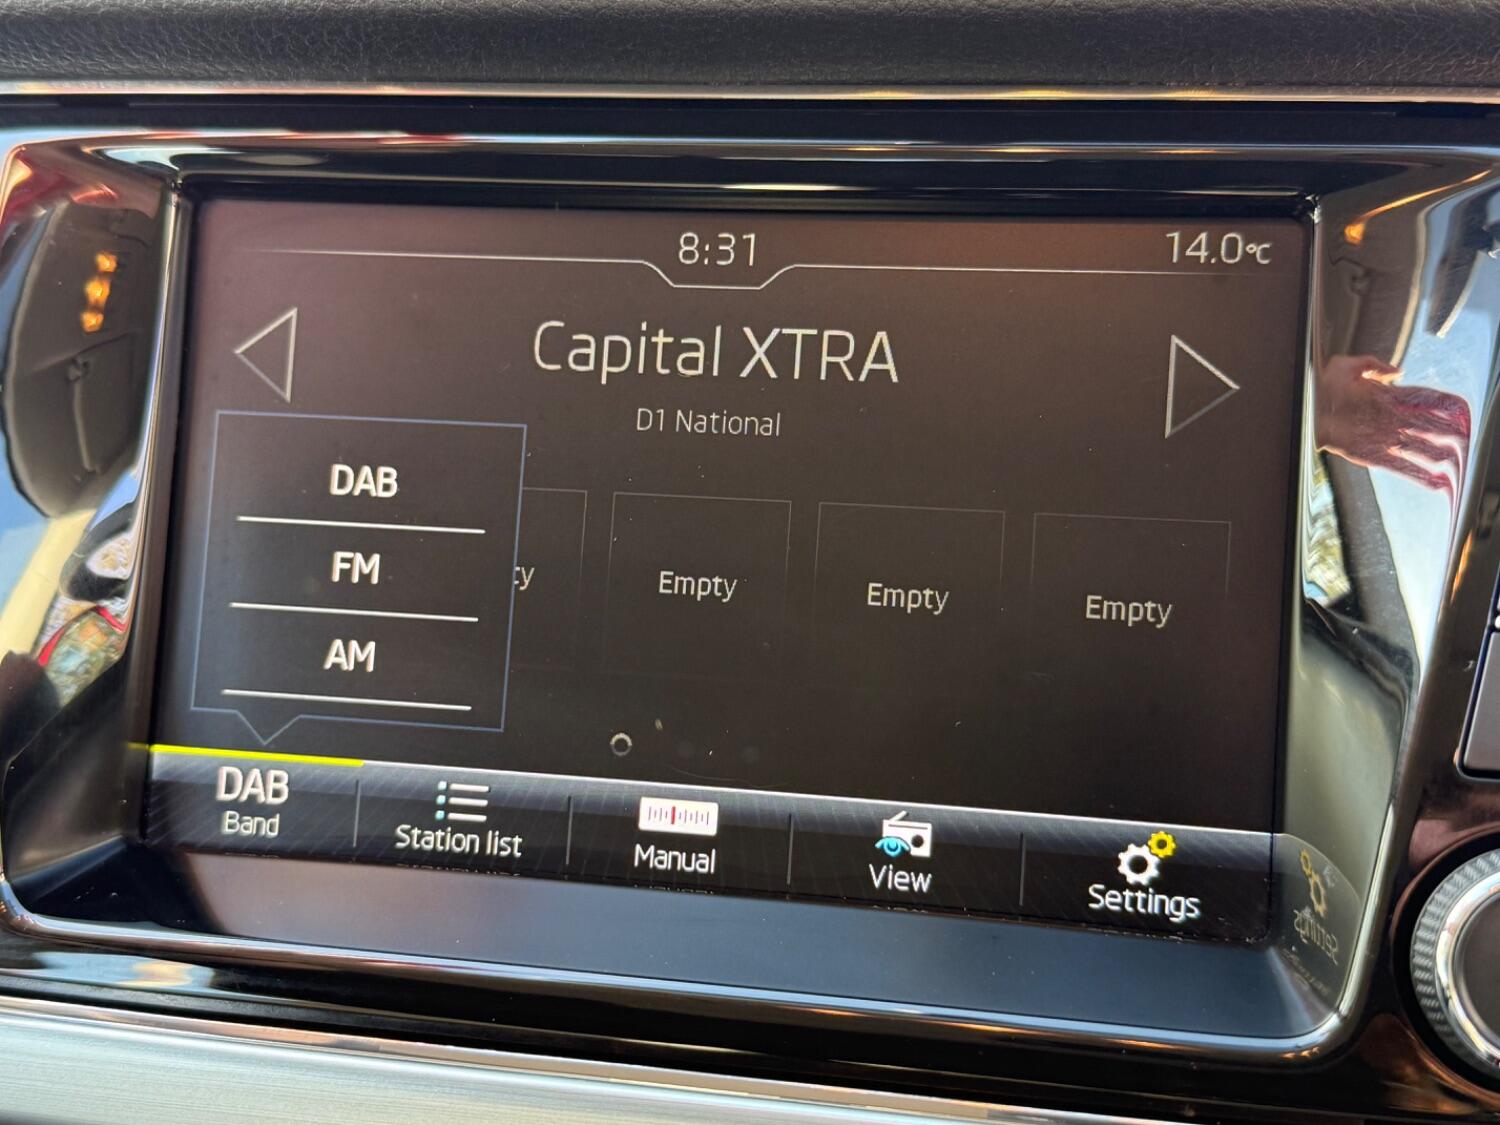 8:31
14.0°C
Capital XTRA
D1 National
DAB
FM
AM
ty
Empty
Empty
Empty
DAB
Band
Station list
Manual
View
Settings